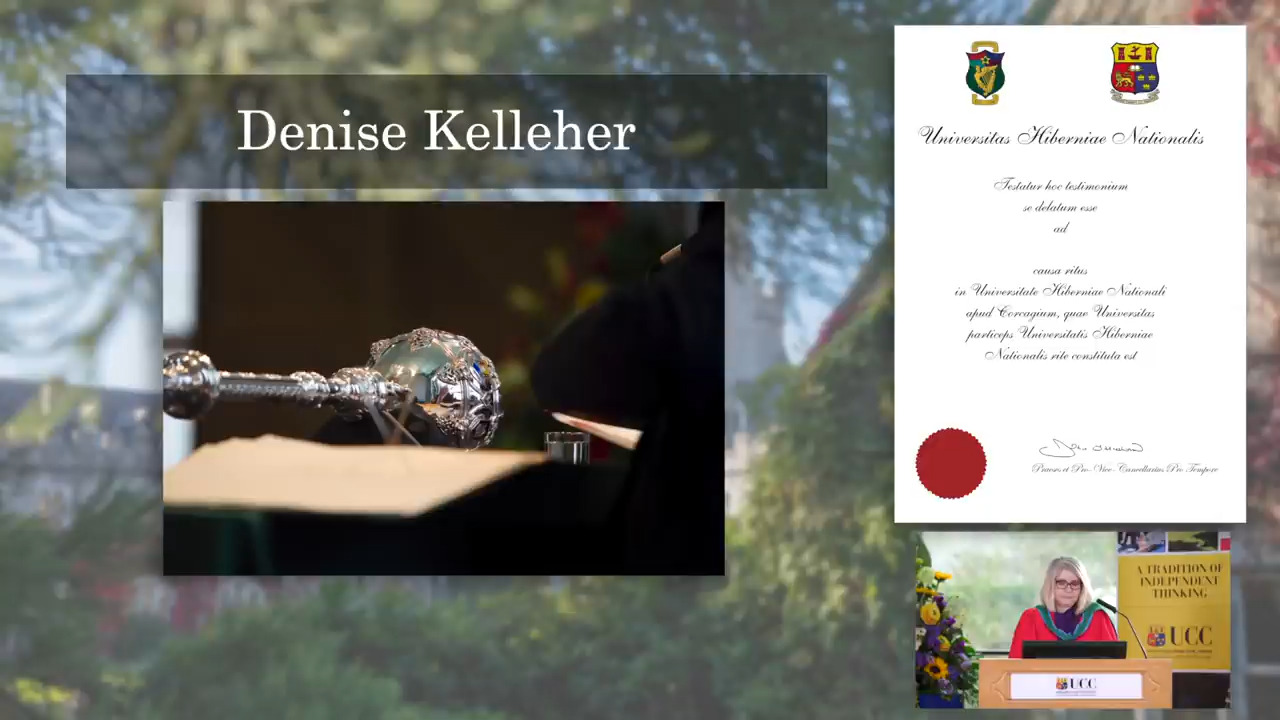 Denise Kelleher
Universitas Hiberniae Nationalis
Testatur hoc testimonium
se delatum esse
ad
causa ritus
in Universitate Hiberniae Nationali
apud Corcagium, quae Universitas
particeps Universitatis Hiberniae
Nationalis rite constituta est
Praeses et Pro-Vice-Cancellarius Pro Tempore
A TRADITION OF
INDEPENDENT
THINKING
UCC
UCC